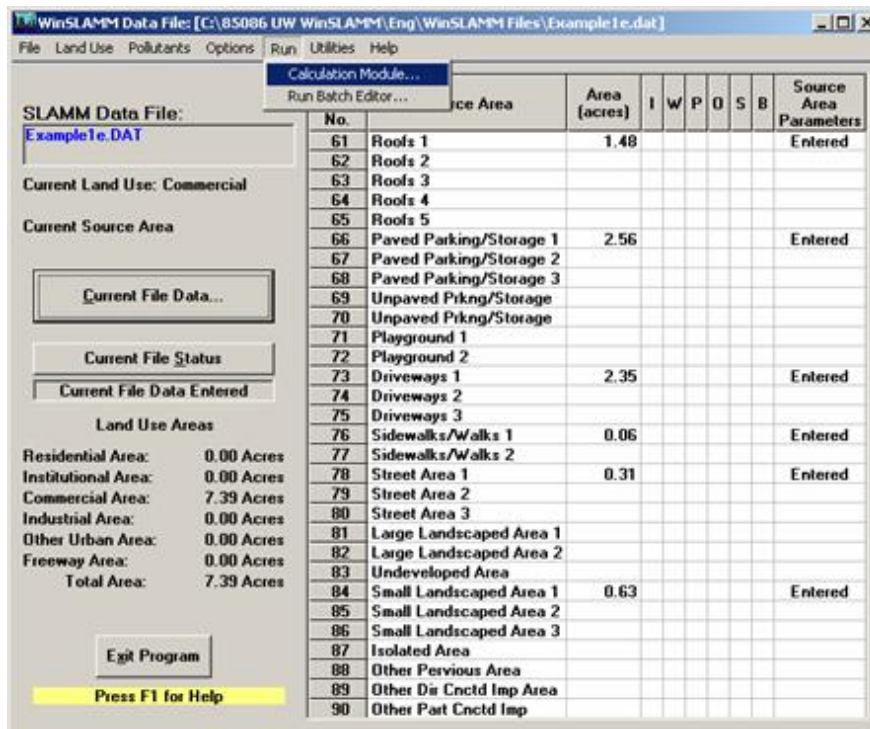 WinSLAMM Data File: [C:\85086 UW WinSLAMM\Eng\WinSLAMM Files\Example1e.dat]
File Land Use Pollutants Options Run Utilities Help
Calculation Module...
Run Batch Editor...
SLAMM Data File:
Example1e.DAT
Current Land Use: Commercial
Current Source Area
Current File Data...
Current File Status
Current File Data Entered
Land Use Areas
Residential Area: 0.00 Acres
Institutional Area: 0.00 Acres
Commercial Area: 7.39 Acres
Industrial Area: 0.00 Acres
Other Urban Area: 0.00 Acres
Freeway Area: 0.00 Acres
Total Area: 7.39 Acres
Exit Program
Press F1 for Help
No. rce Area Area (acres) I W P O S B Source Area Parameters
61 Roofs 1 1.48 Entered
62 Roofs 2
63 Roofs 3
64 Roofs 4
65 Roofs 5
66 Paved Parking/Storage 1 2.56 Entered
67 Paved Parking/Storage 2
68 Paved Parking/Storage 3
69 Unpaved Prkng/Storage
70 Unpaved Prkng/Storage
71 Playground 1
72 Playground 2
73 Driveways 1 2.35 Entered
74 Driveways 2
75 Driveways 3
76 Sidewalks/Walks 1 0.06 Entered
77 Sidewalks/Walks 2
78 Street Area 1 0.31 Entered
79 Street Area 2
80 Street Area 3
81 Large Landscaped Area 1
82 Large Landscaped Area 2
83 Undeveloped Area
84 Small Landscaped Area 1 0.63 Entered
85 Small Landscaped Area 2
86 Small Landscaped Area 3
87 Isolated Area
88 Other Pervious Area
89 Other Dir Cnctd Imp Area
90 Other Part Cnctd Imp